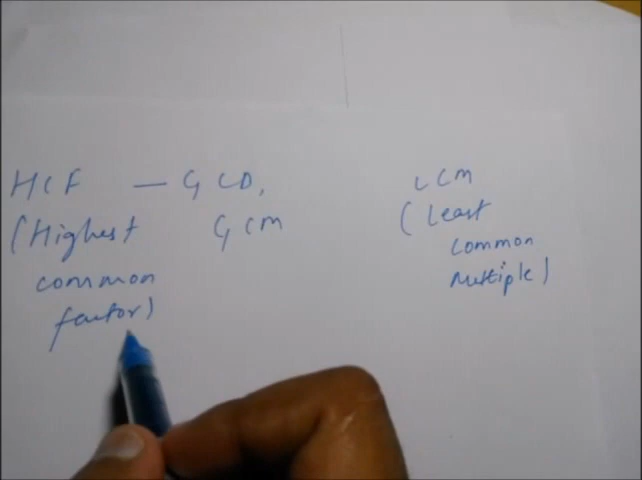 HCF — GCD,
(Highest GCM
common
factor)
LCM
(Least
common
Multiple)